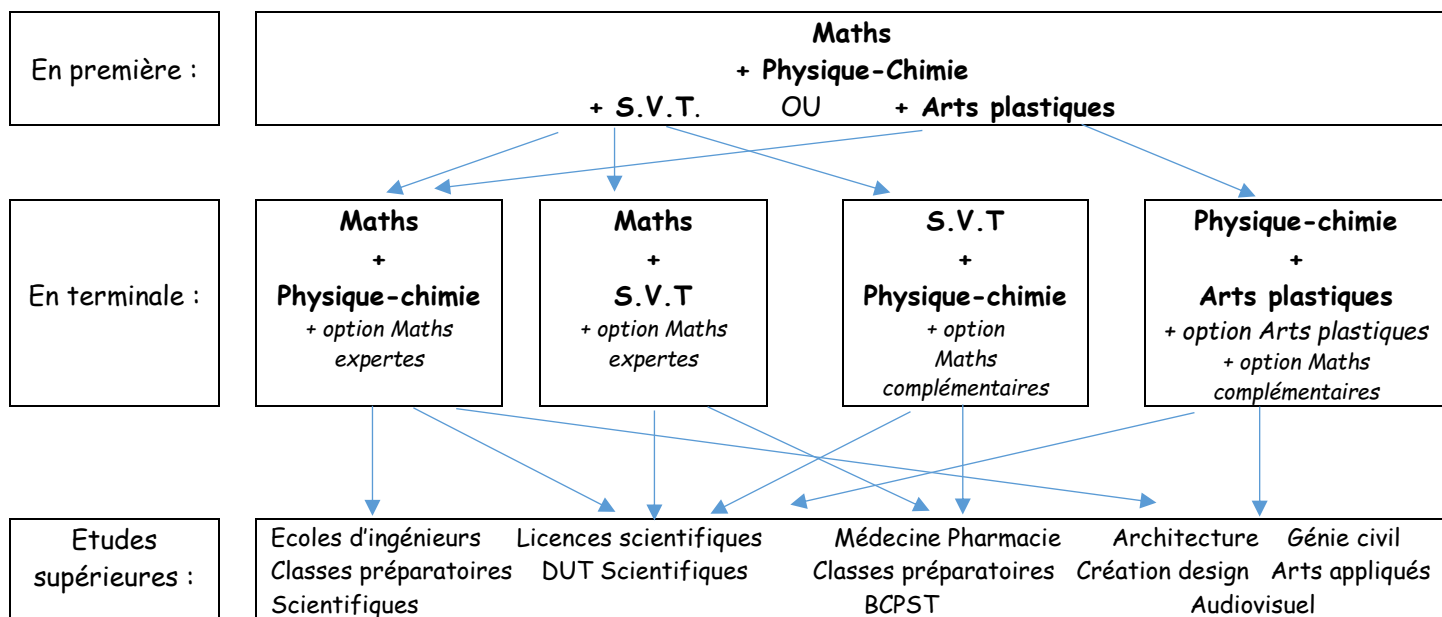 En première :
Maths
+ Physique-Chimie
+ S.V.T. OU + Arts plastiques
En terminale :
Maths
+
Physique-chimie
+ option Maths
expertes
Maths
+
S.V.T
+ option Maths
expertes
S.V.T
+
Physique-chimie
+ option
Maths
complémentaires
Physique-chimie
+
Arts plastiques
+ option Arts plastiques
+ option Maths
complémentaires
Etudes
supérieures :
Ecoles d'ingénieurs
Classes préparatoires
Scientifiques
Licences scientifiques
DUT Scientifiques
Médecine Pharmacie
Classes préparatoires
BCPST
Architecture Génie civil
Création design Arts appliqués
Audiovisuel